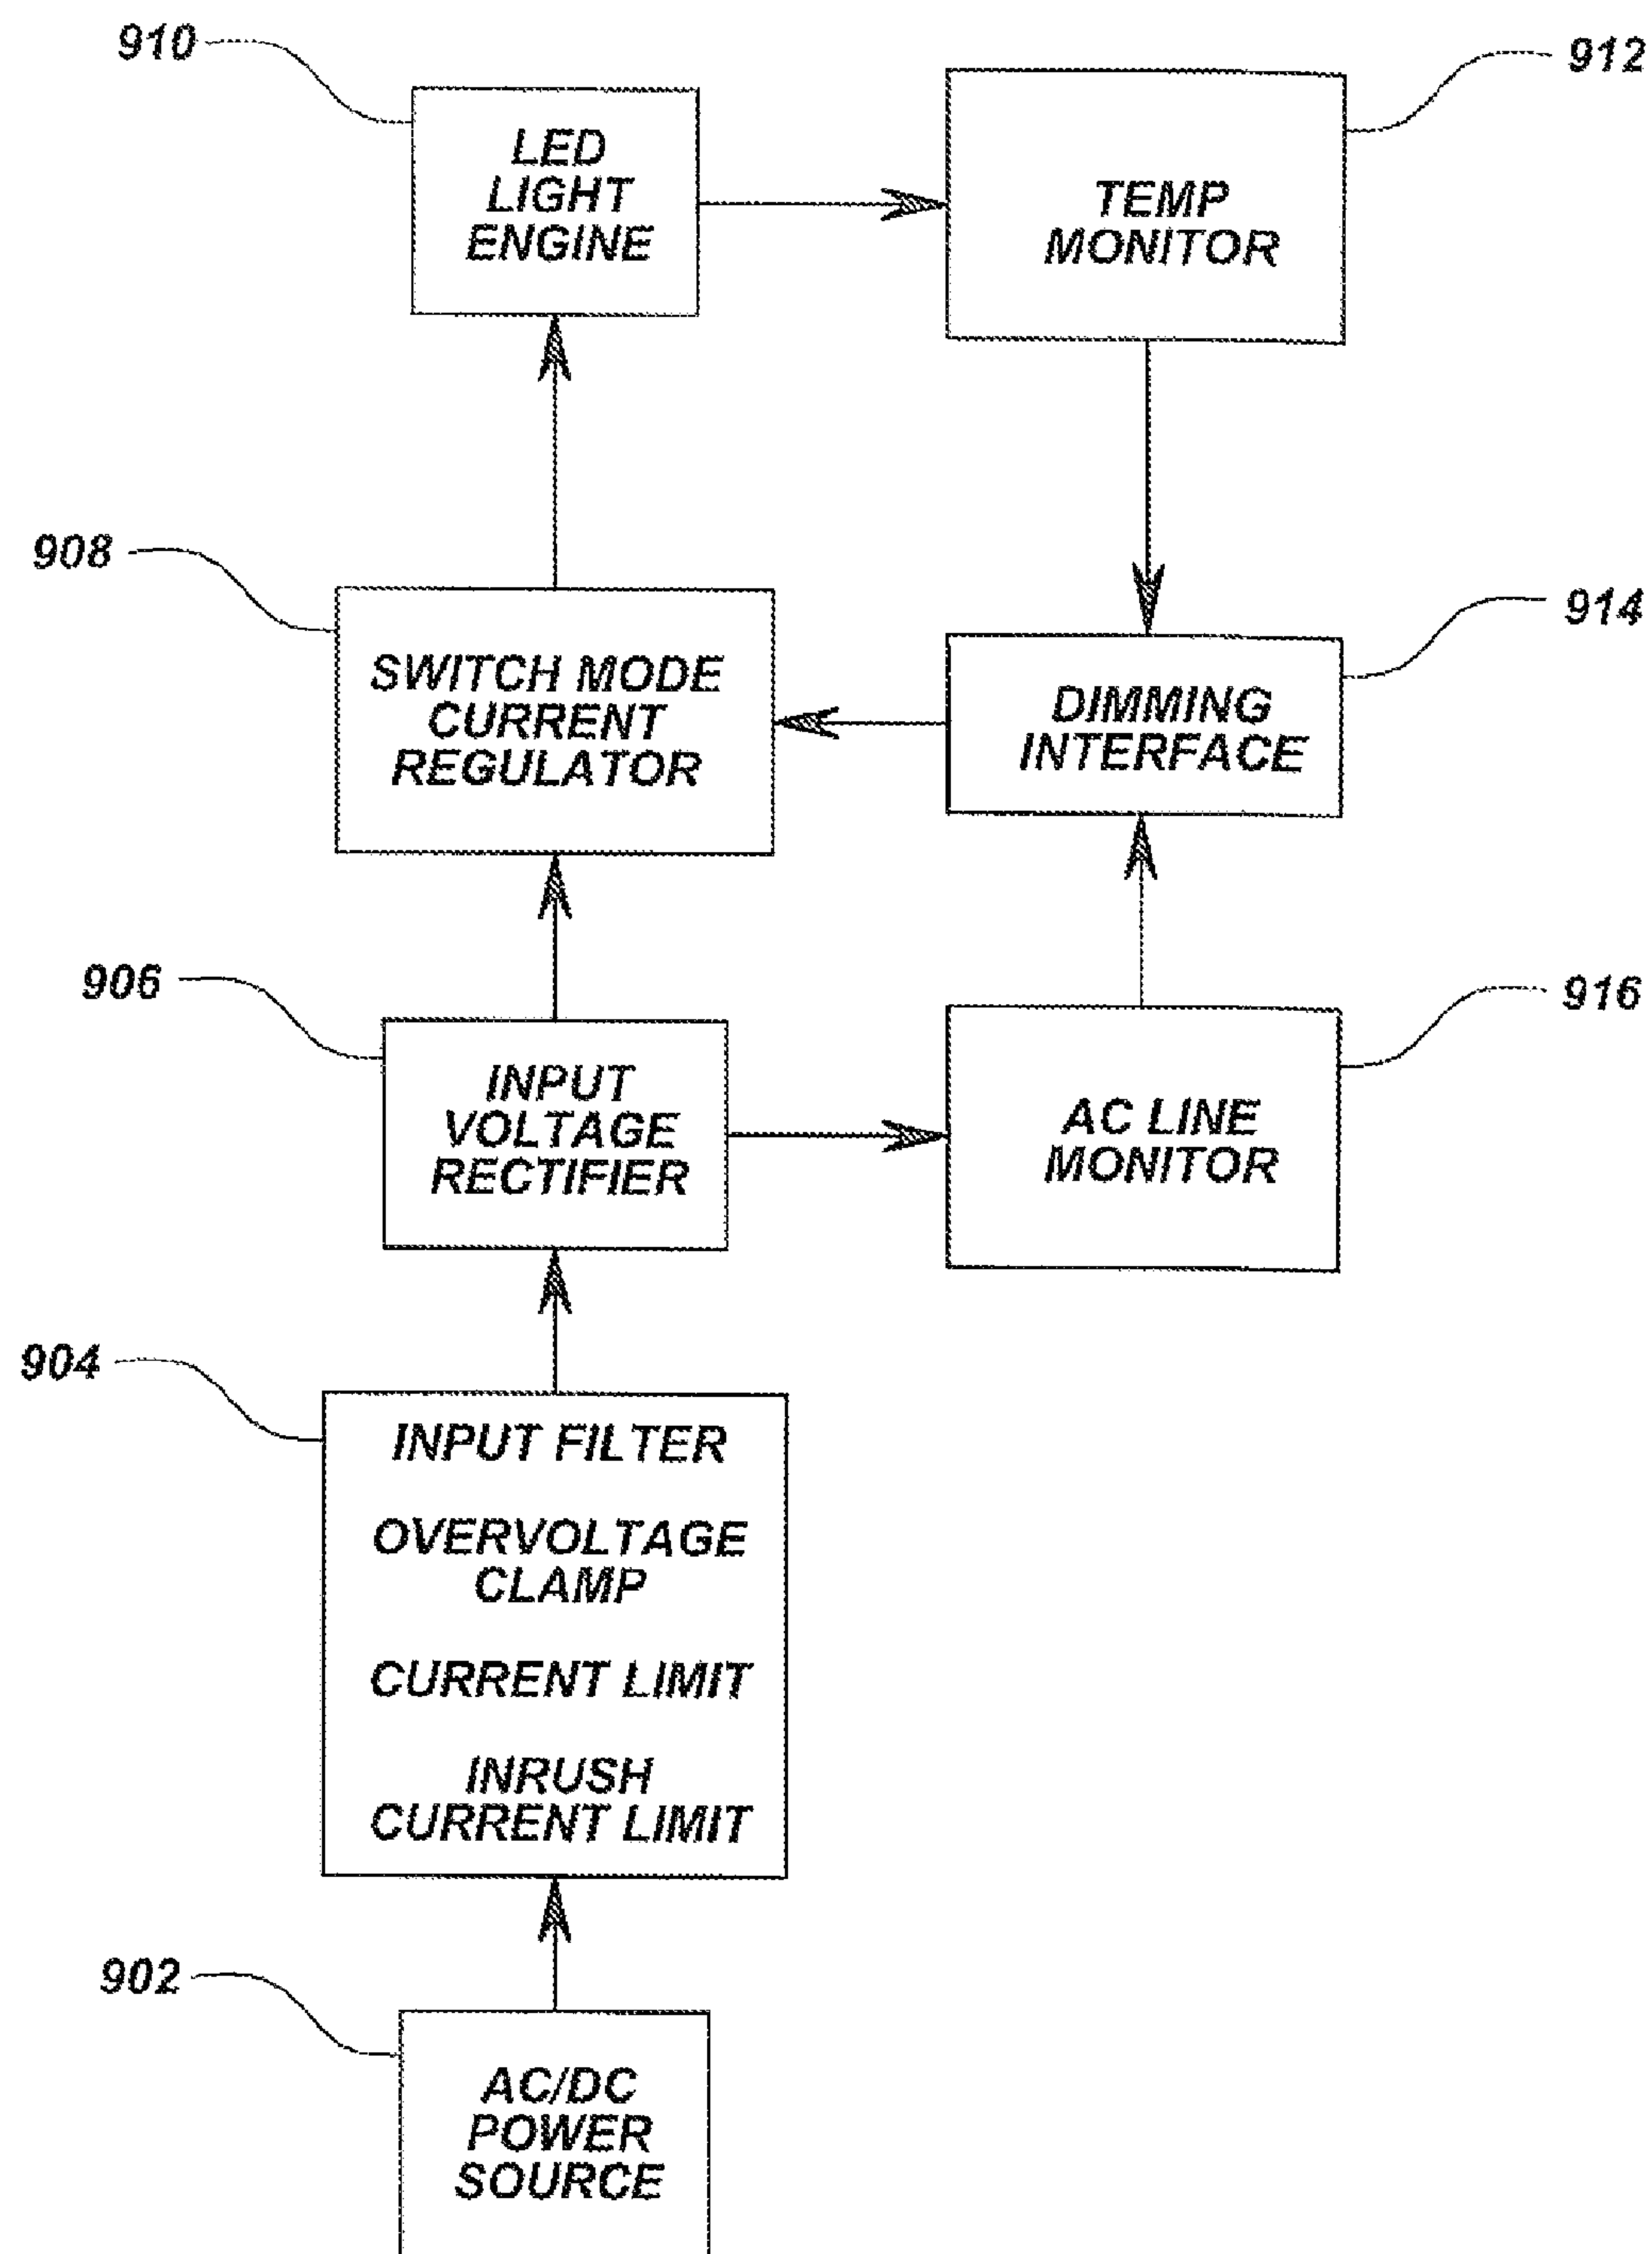 910
LED
LIGHT
ENGINE
912
TEMP
MONITOR
908
SWITCH MODE
CURRENT
REGULATOR
914
DIMMING
INTERFACE
906
INPUT
VOLTAGE
RECTIFIER
916
AC LINE
MONITOR
904
INPUT FILTER
OVERVOLTAGE
CLAMP
CURRENT LIMIT
INRUSH
CURRENT LIMIT
902
AC/DC
POWER
SOURCE